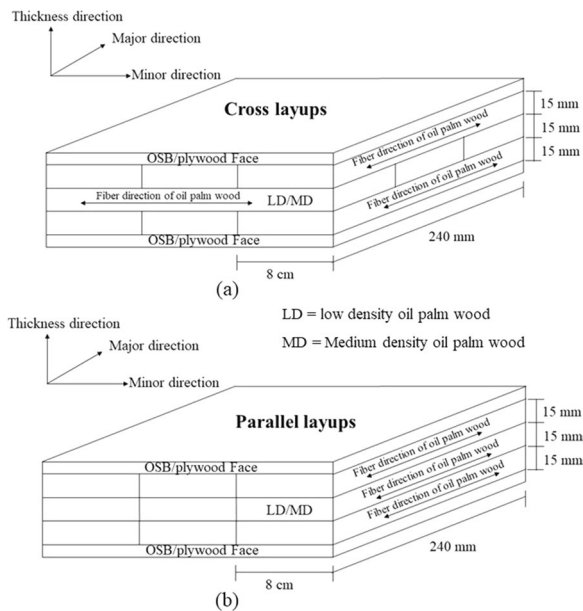 Thickness direction
Major direction
Minor direction
Cross layups
OSB/plywood Face
Fiber direction of oil palm wood
LD/MD
OSB/plywood Face
Fiber direction of oil palm wood
Fiber direction of oil palm wood
15 mm
15 mm
15 mm
240 mm
8 cm
(a)
LD = low density oil palm wood
MD = Medium density oil palm wood
Thickness direction
Major direction
Minor direction
Parallel layups
OSB/plywood Face
LD/MD
OSB/plywood Face
Fiber direction of oil palm wood
Fiber direction of oil palm wood
Fiber direction of oil palm wood
15 mm
15 mm
15 mm
240 mm
8 cm
(b)